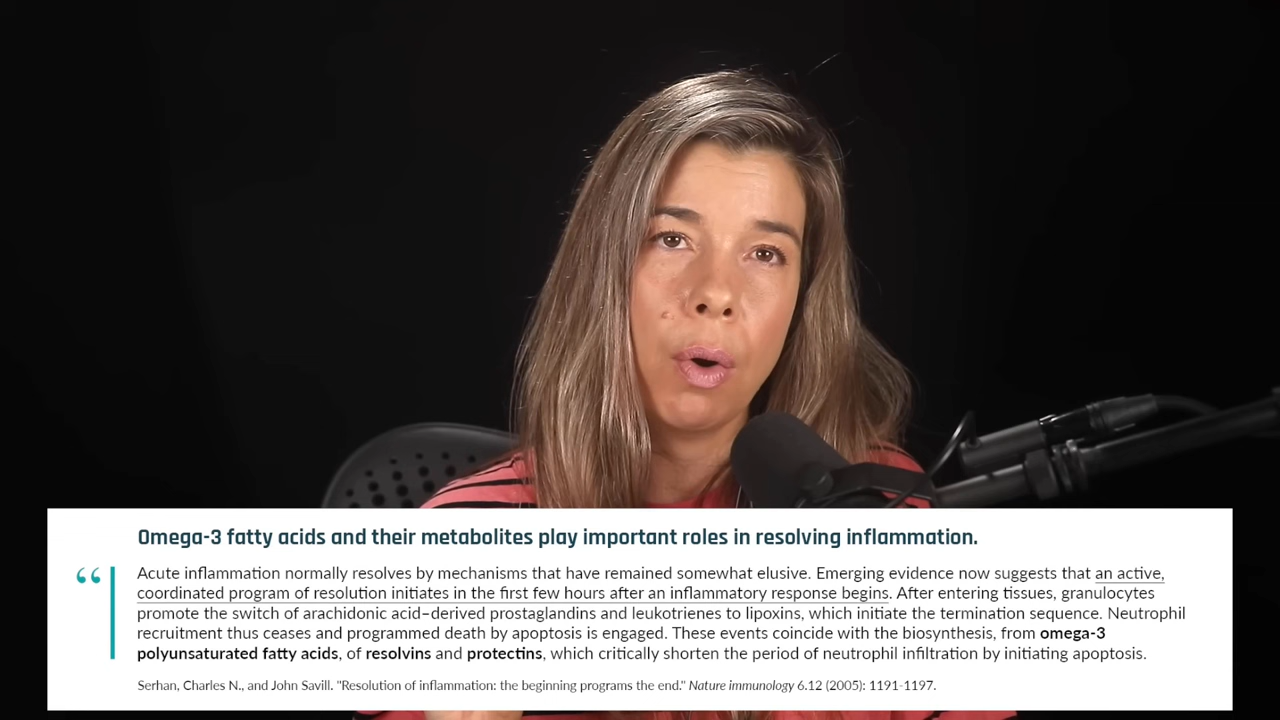 Omega-3 fatty acids and their metabolites play important roles in resolving inflammation.
“
Acute inflammation normally resolves by mechanisms that have remained somewhat elusive. Emerging evidence now suggests that an active,
coordinated program of resolution initiates in the first few hours after an inflammatory response begins. After entering tissues, granulocytes
promote the switch of arachidonic acid–derived prostaglandins and leukotrienes to lipoxins, which initiate the termination sequence. Neutrophil
recruitment thus ceases and programmed death by apoptosis is engaged. These events coincide with the biosynthesis, from omega-3
polyunsaturated fatty acids, of resolvins and protectins, which critically shorten the period of neutrophil infiltration by initiating apoptosis.
Serhan, Charles N., and John Savill. "Resolution of inflammation: the beginning programs the end." Nature immunology 6.12 (2005): 1191-1197.